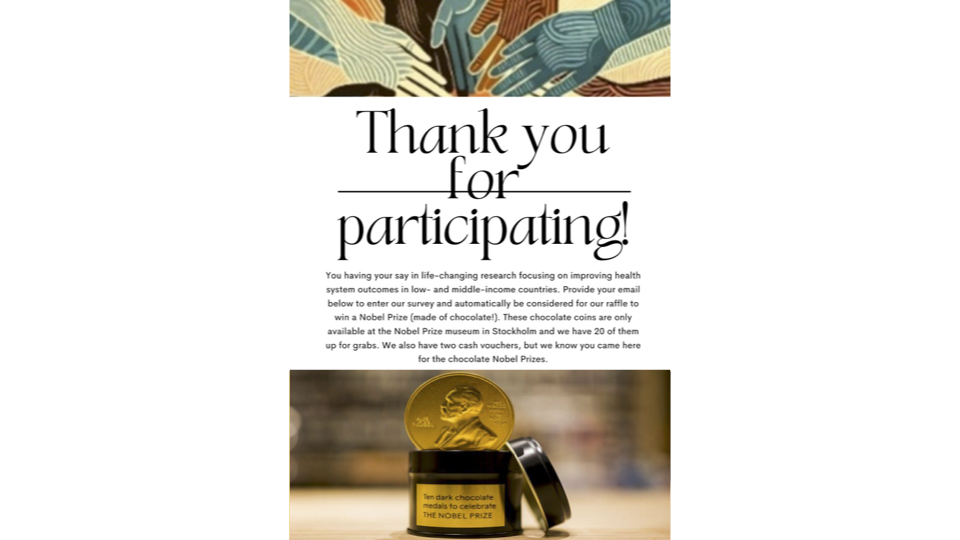 Thank you
for
participating!
You having your say in life-changing research focusing on improving health
system outcomes in low- and middle-income countries. Provide your email
below to enter our survey and automatically be considered for our raffle to
win a Nobel Prize (made of chocolate!). These chocolate coins are only
available at the Nobel Prize museum in Stockholm and we have 20 of them
up for grabs. We also have two cash vouchers, but we know you came here
for the chocolate Nobel Prizes.
Ten dark chocolate
medals to celebrate
THE NOBEL PRIZE